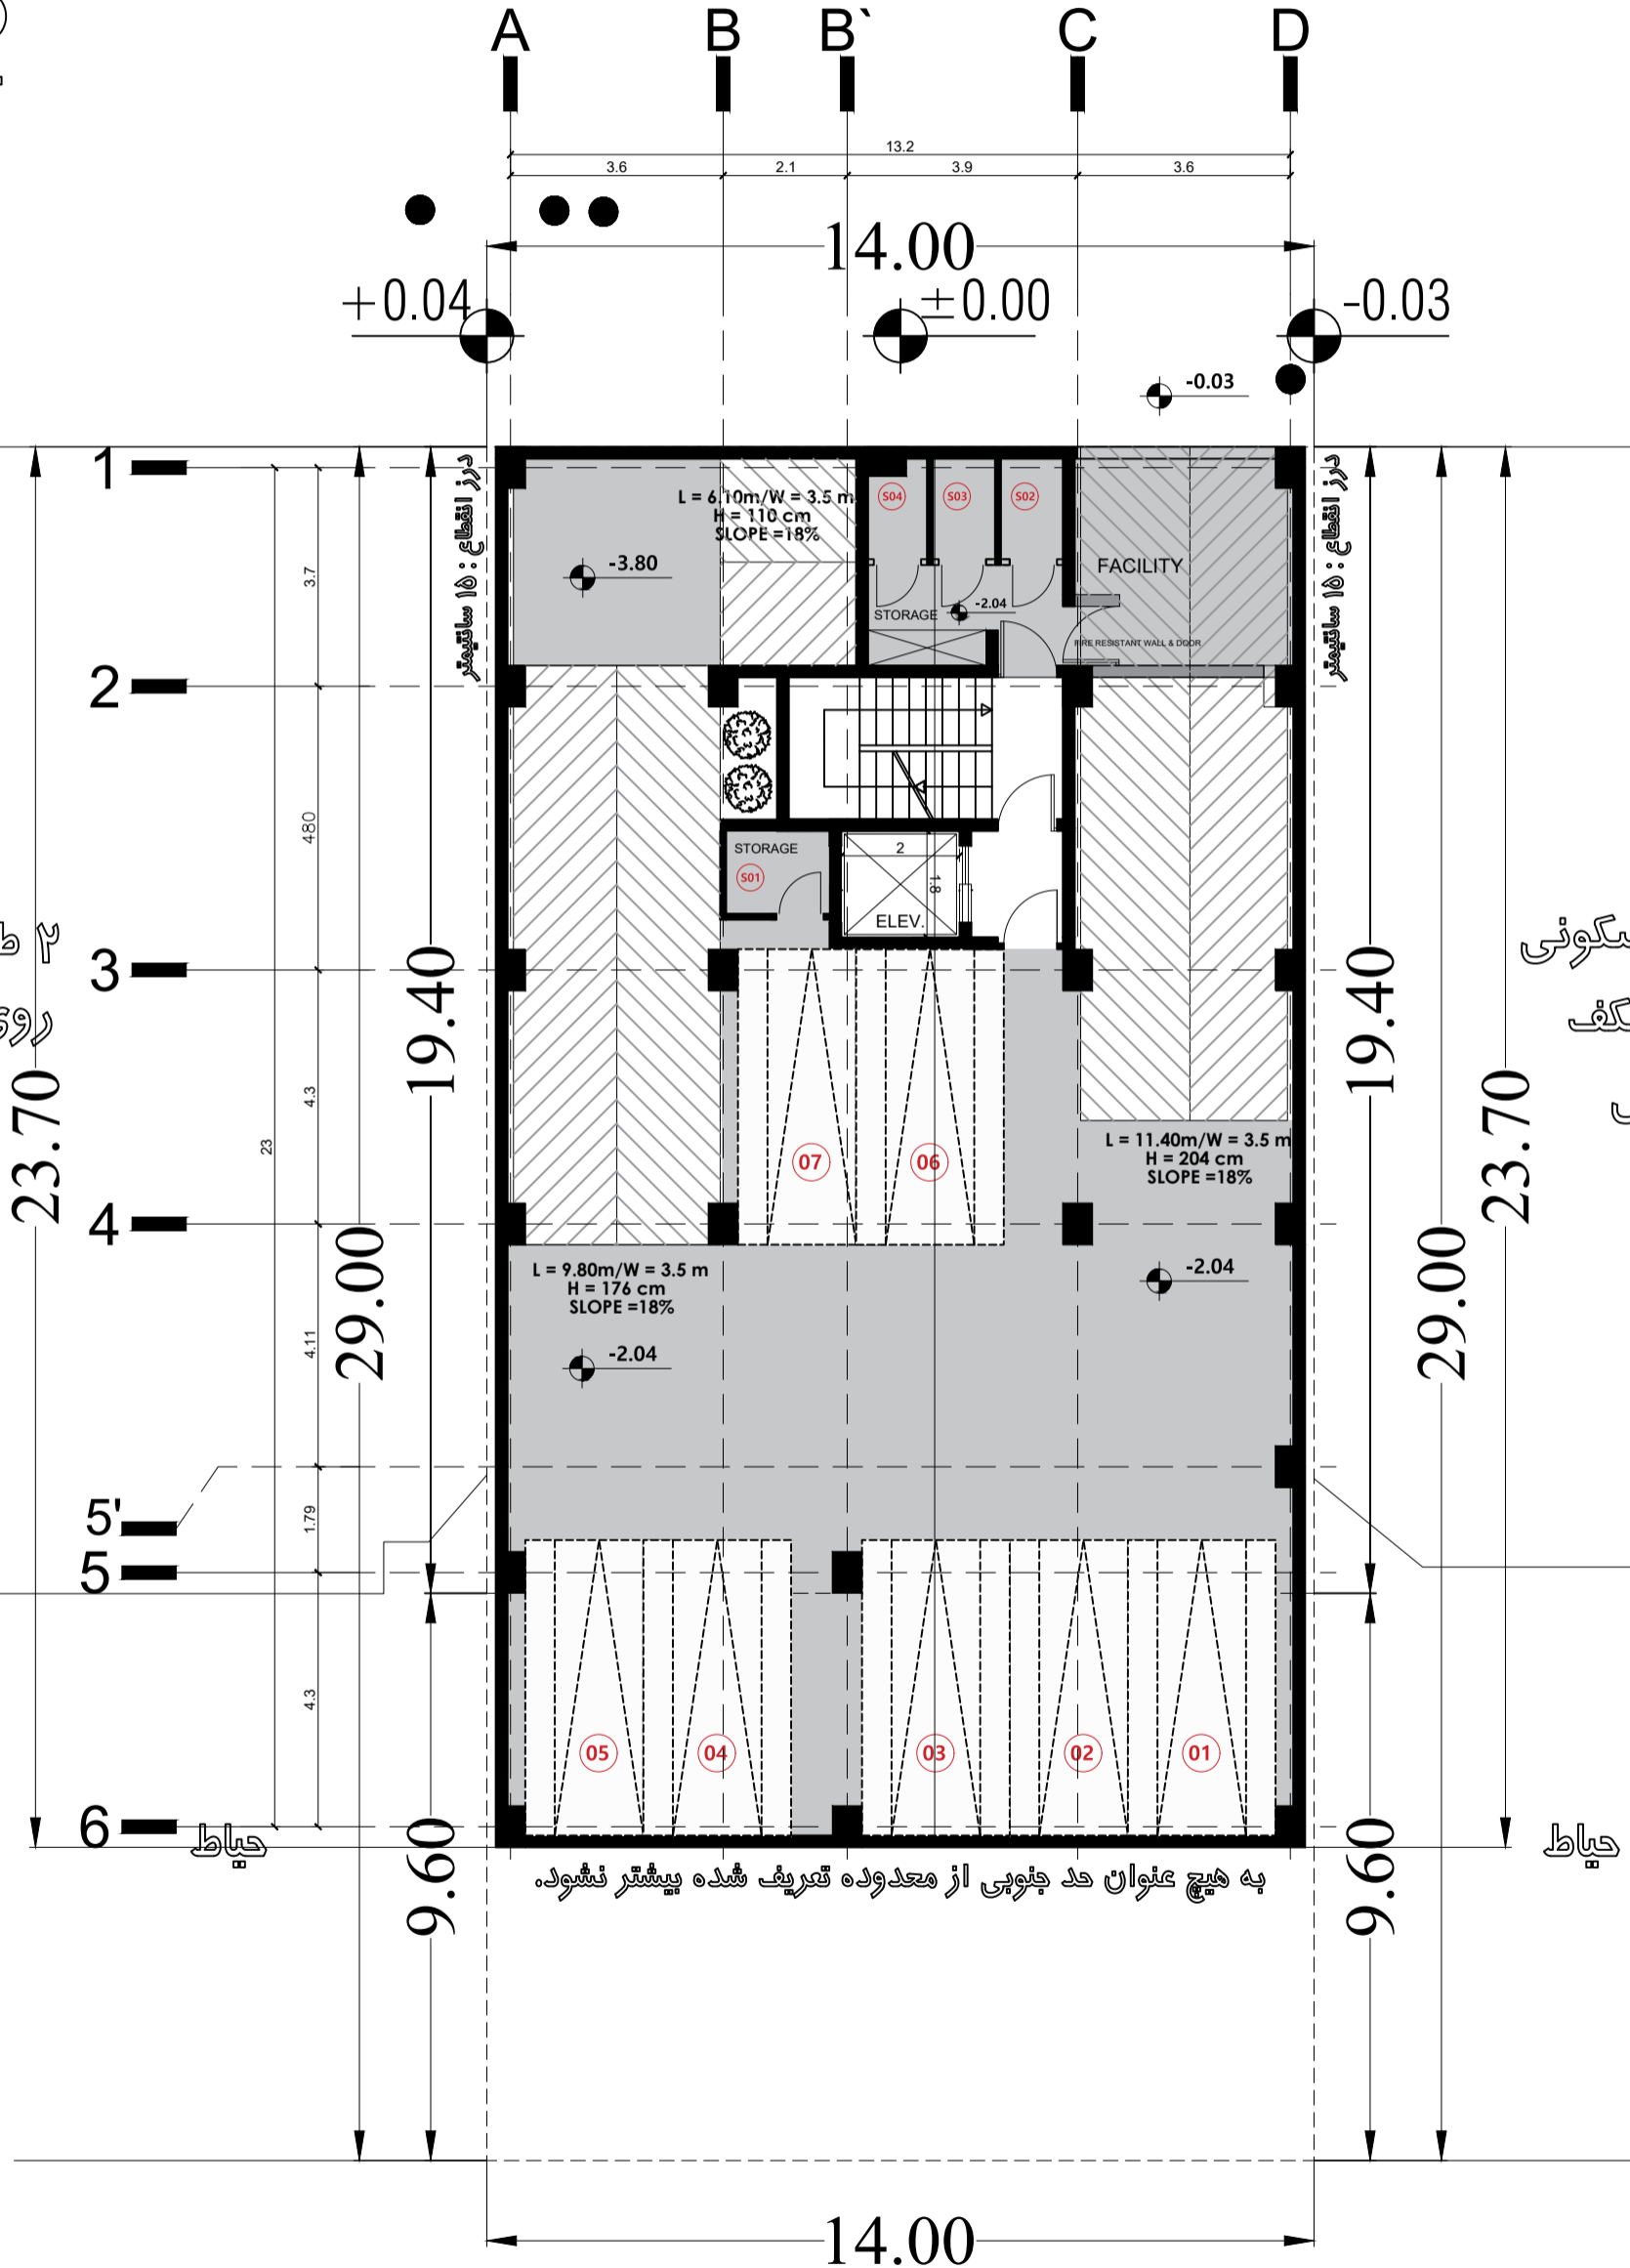 A B B` C D
13.2
3.6 2.1 3.9 3.6
14.00
+0.04 ±0.00 -0.03
-0.03
1
درز انقطاع : ۱۵ سانتیمتر
درز انقطاع : ۱۵ سانتیمتر
L = 6.10m/W = 3.5 m
H = 110 cm
SLOPE =18%
S04 S03 S02
-3.80
FACILITY
3.7
STORAGE
-2.04
FIRE RESISTANT WALL & DOOR
2
480
STORAGE
S01
2
1.8
ELEV.
3
۲
روی
سکونی
کف
19.40
19.40
23.70
23.70
4.3
23
07 06
L = 11.40m/W = 3.5 m
H = 204 cm
SLOPE =18%
4
29.00
29.00
L = 9.80m/W = 3.5 m
H = 176 cm
SLOPE =18%
-2.04
-2.04
4.11
5'
1.79
5
4.3
05 04 03 02 01
6
حیاط
حیاط
9.60
9.60
به هیچ عنوان حد جنوبی از محدوده تعریف شده بیشتر نشود.
14.00